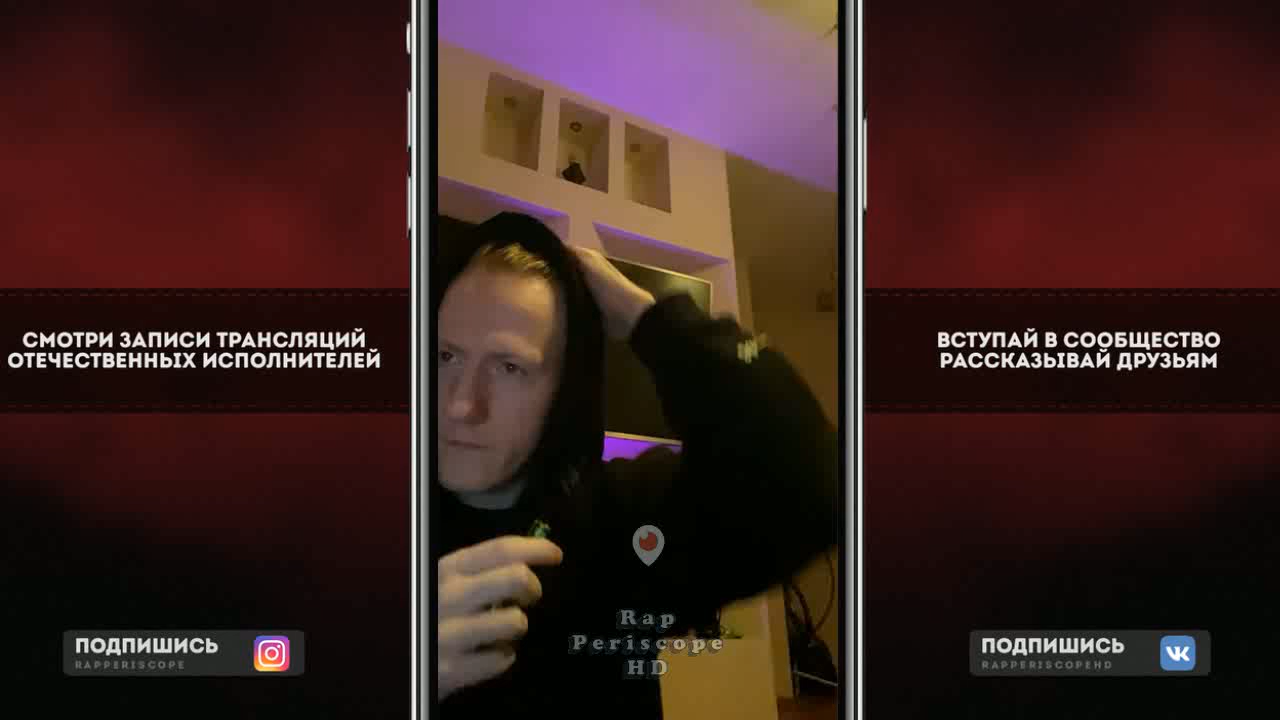 СМОТРИ ЗАПИСИ ТРАНСЛЯЦИЙ
ОТЕЧЕСТВЕННЫХ ИСПОЛНИТЕЛЕЙ
ВСТУПАЙ В СООБЩЕСТВО
РАССКАЗЫВАЙ ДРУЗЬЯМ
Rap
Periscope
HD
ПОДПИШИСЬ
RAPPERISCOPE
ПОДПИШИСЬ
RAPPERISCOPEHD